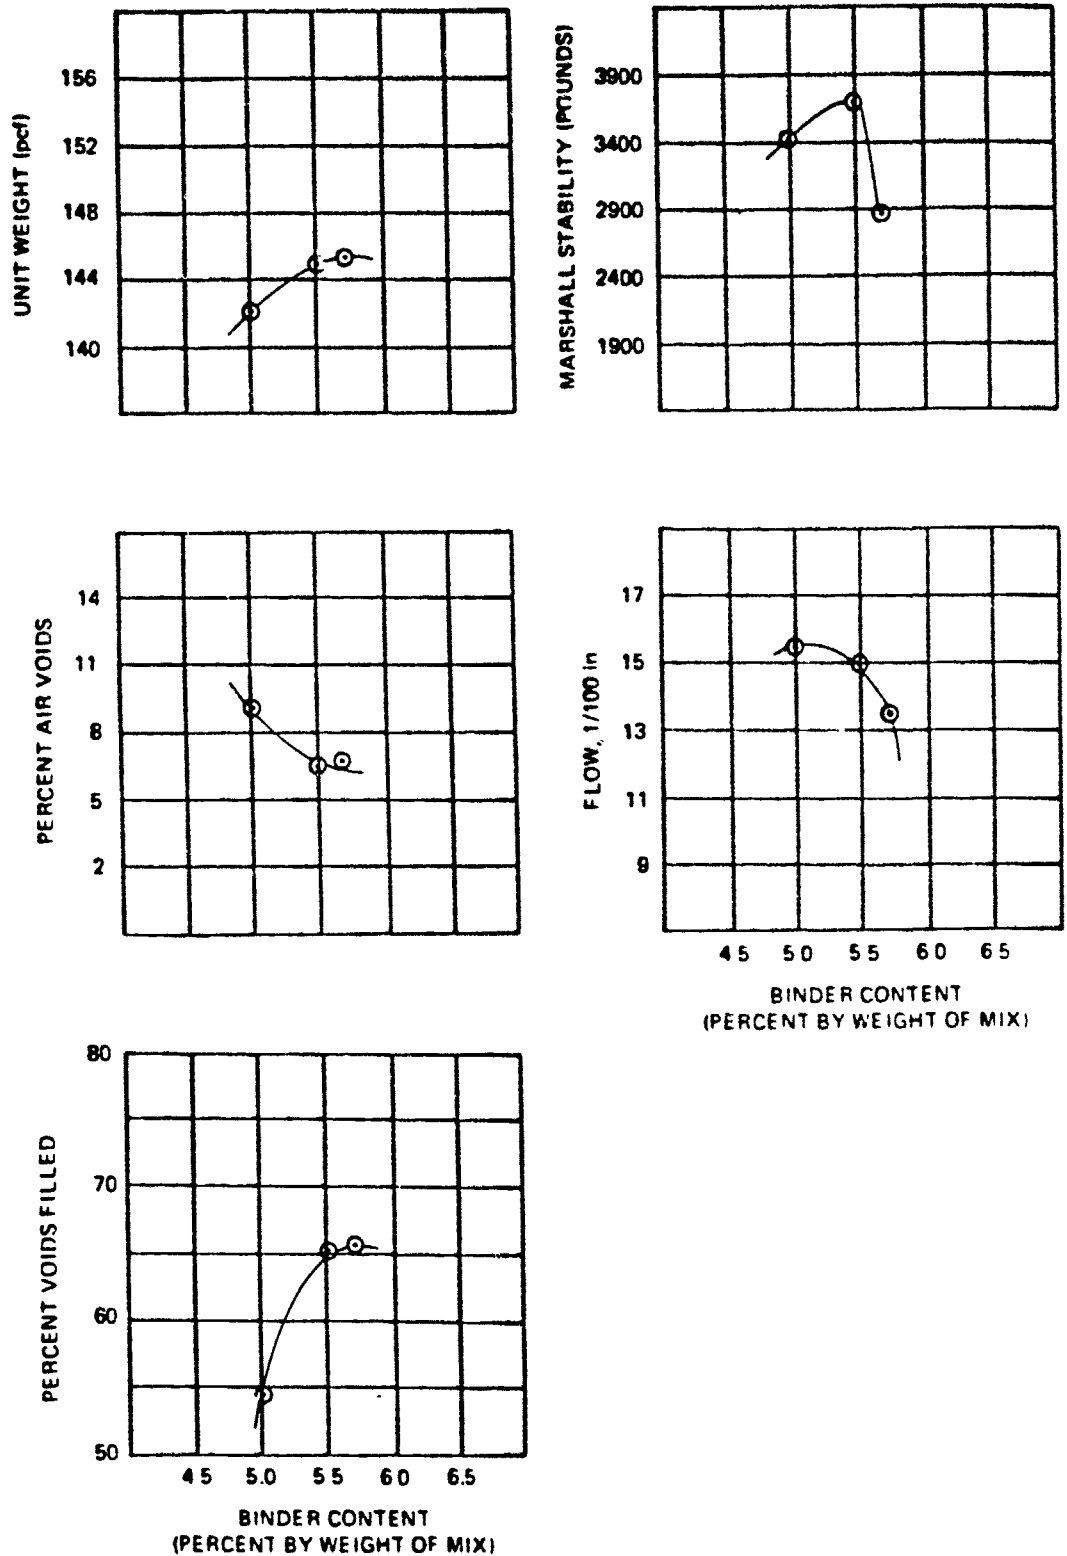 UNIT WEIGHT (pcf)
156
152
148
144
140
MARSHALL STABILITY (POUNDS)
3900
3400
2900
2400
1900
PERCENT AIR VOIDS
14
11
8
5
2
FLOW, 1/100 in
17
15
13
11
9
4 5 5 0 5 5 6 0 6 5
BINDER CONTENT
(PERCENT BY WEIGHT OF MIX)
PERCENT VOIDS FILLED
80
70
60
50
4 5 5.0 5 5 6 0 6.5
BINDER CONTENT
(PERCENT BY WEIGHT OF MIX)